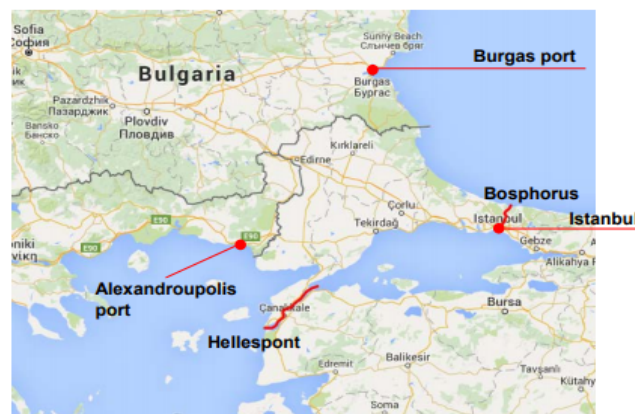 Sofia
София
Sunny Beach
Слънчев бряг
Burgas port
Bulgaria
Burgas
Бургас
Pazardzhik
Пазарджик
Plovdiv
Пловдив
Bansko
Банско
Kırklareli
Edirne
Bosphorus
Çorlu
Istanbul
Istanbul
Tekirdağ
Gebze
E90
E90
E90
oniki
νίκη
Alikahya F
Alexandroupolis
port
Çanakkale
Bursa
Hellespont
Edremit
Balikesir
Tavşanlı
Kütahy
Soma